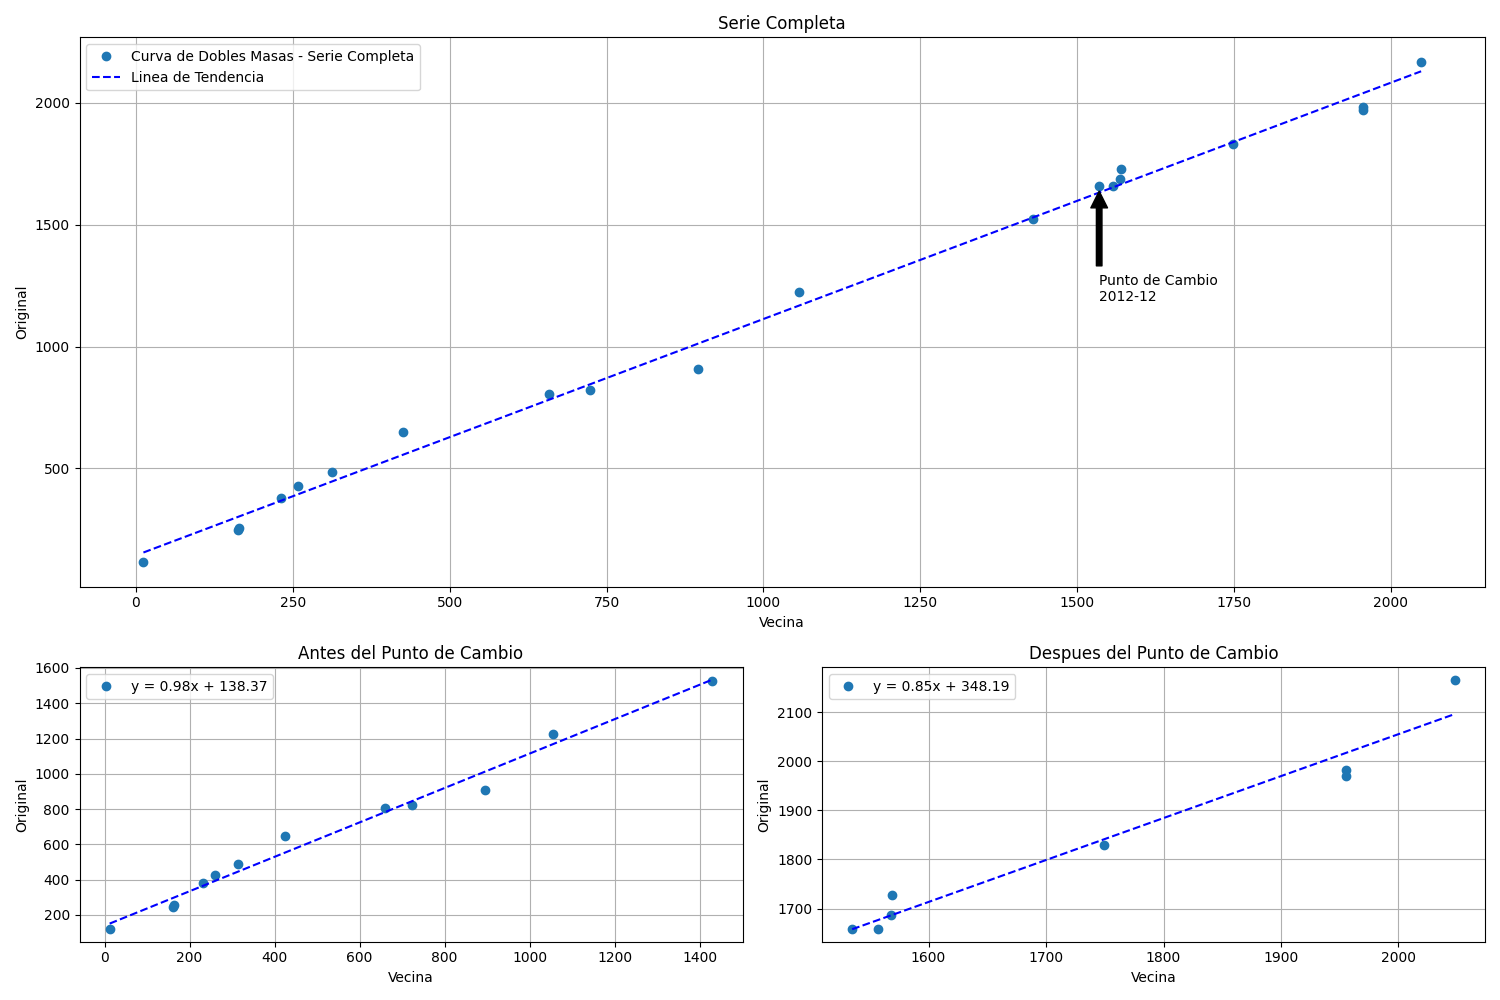 Serie Completa
Curva de Dobles Masas - Serie Completa
Linea de Tendencia
2000
1500
1000
500
Original
Punto de Cambio
2012-12
0 250 500 750 1000 1250 1500 1750 2000
Vecina
Antes del Punto de Cambio
y = 0.98x + 138.37
1600
1400
1200
1000
800
600
400
200
Original
0 200 400 600 800 1000 1200 1400
Vecina
Despues del Punto de Cambio
y = 0.85x + 348.19
2100
2000
1900
1800
1700
Original
1600 1700 1800 1900 2000
Vecina